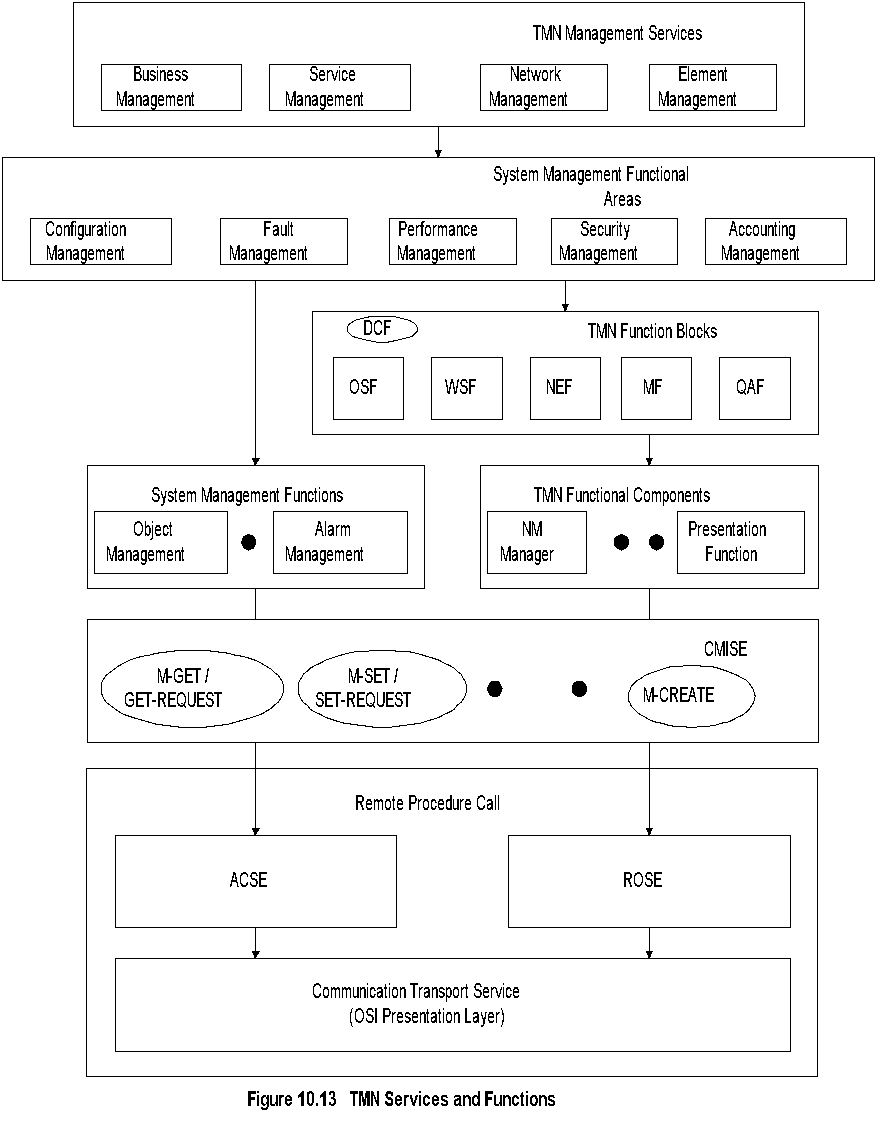 TMN Management Services
Business
Management
Service
Management
Network
Management
Element
Management
System Management Functional
Areas
Configuration
Management
Fault
Management
Performance
Management
Security
Management
Accounting
Management
DCF
TMN Function Blocks
OSF
WSF
NEF
MF
QAF
System Management Functions
Object
Management
Alarm
Management
TMN Functional Components
NM
Manager
Presentation
Function
CMISE
M-GET /
GET-REQUEST
M-SET /
SET-REQUEST
M-CREATE
Remote Procedure Call
ACSE
ROSE
Communication Transport Service
(OSI Presentation Layer)
Figure 10.13 TMN Services and Functions